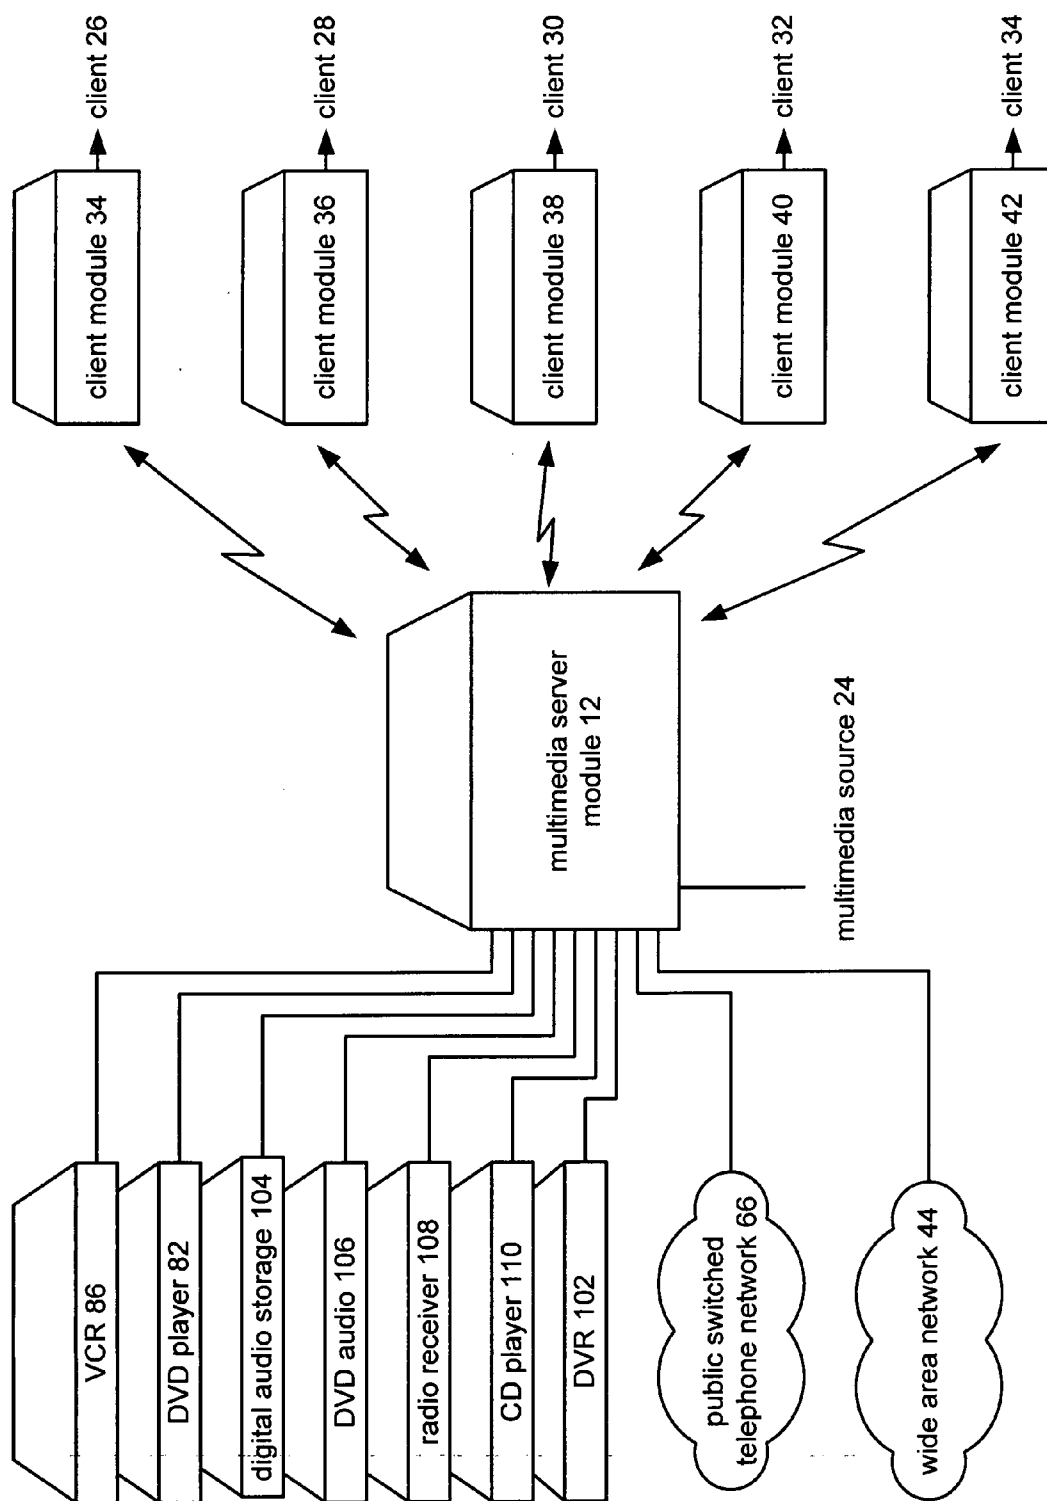 VCR 86
DVD player 82
digital audio storage 104
DVD audio 106
radio receiver 108
CD player 110
DVR 102
public switched
telephone network 66
wide area network 44
multimedia server
module 12
multimedia source 24
client module 34
client 26
client module 36
client 28
client module 38
client 30
client module 40
client 32
client module 42
client 34